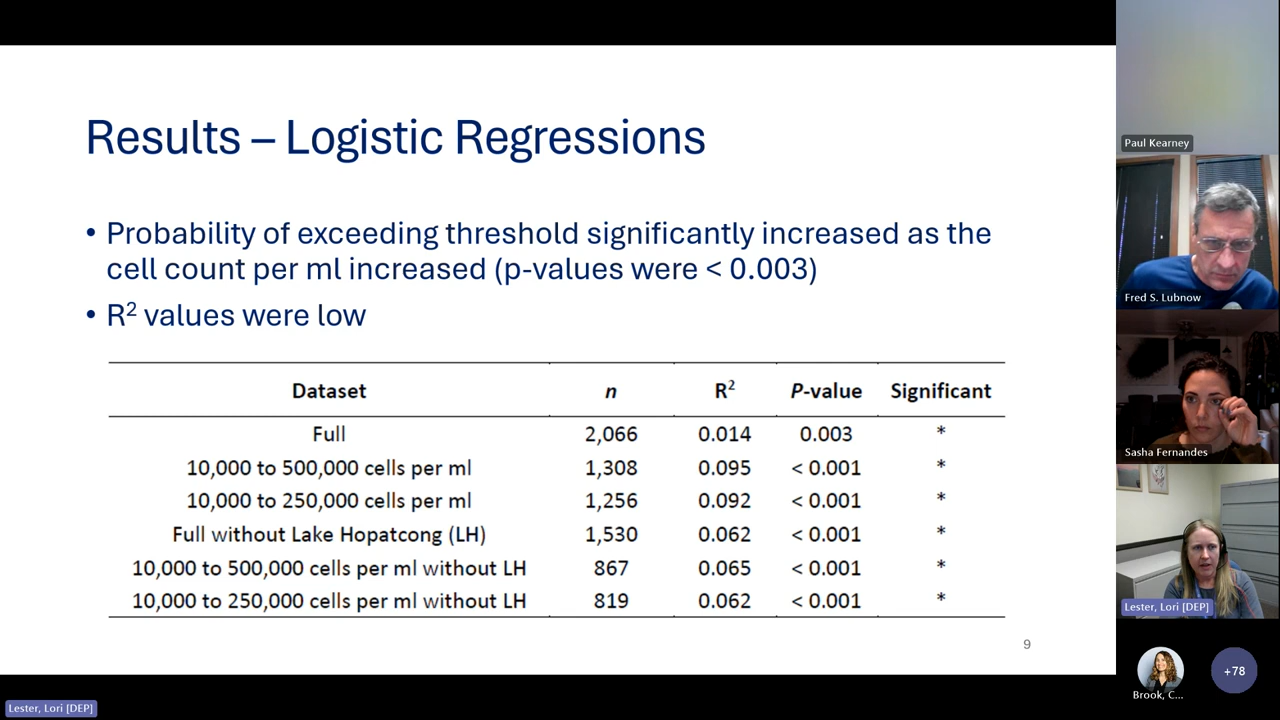 Results – Logistic Regressions
• Probability of exceeding threshold significantly increased as the
cell count per ml increased (p-values were < 0.003)
• R² values were low
Dataset n R² P-value Significant
Full 2,066 0.014 0.003 *
10,000 to 500,000 cells per ml 1,308 0.095 < 0.001 *
10,000 to 250,000 cells per ml 1,256 0.092 < 0.001 *
Full without Lake Hopatcong (LH) 1,530 0.062 < 0.001 *
10,000 to 500,000 cells per ml without LH 867 0.065 < 0.001 *
10,000 to 250,000 cells per ml without LH 819 0.062 < 0.001 *
9
Lester, Lori [DEP]
Paul Kearney
Fred S. Lubnow
Sasha Fernandes
Lester, Lori [DEP]
Brook, C...
+78